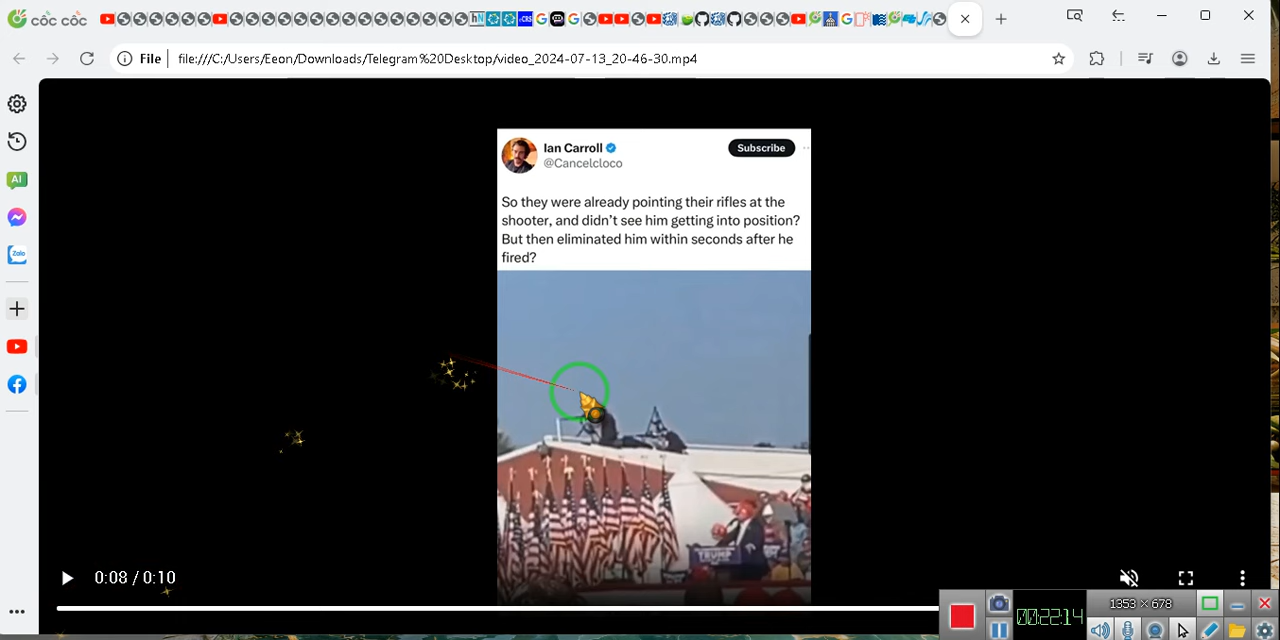 cốc cốc
File
file:///C:/Users/Eeon/Downloads/Telegram%20Desktop/video_2024-07-13_20-46-30.mp4
AI
Zalo
Ian Carroll
@Cancelcloco
Subscribe
So they were already pointing their rifles at the
shooter, and didn't see him getting into position?
But then eliminated him within seconds after he
fired?
TRUMP
0:08 / 0:10
00:22:14
1353 × 678